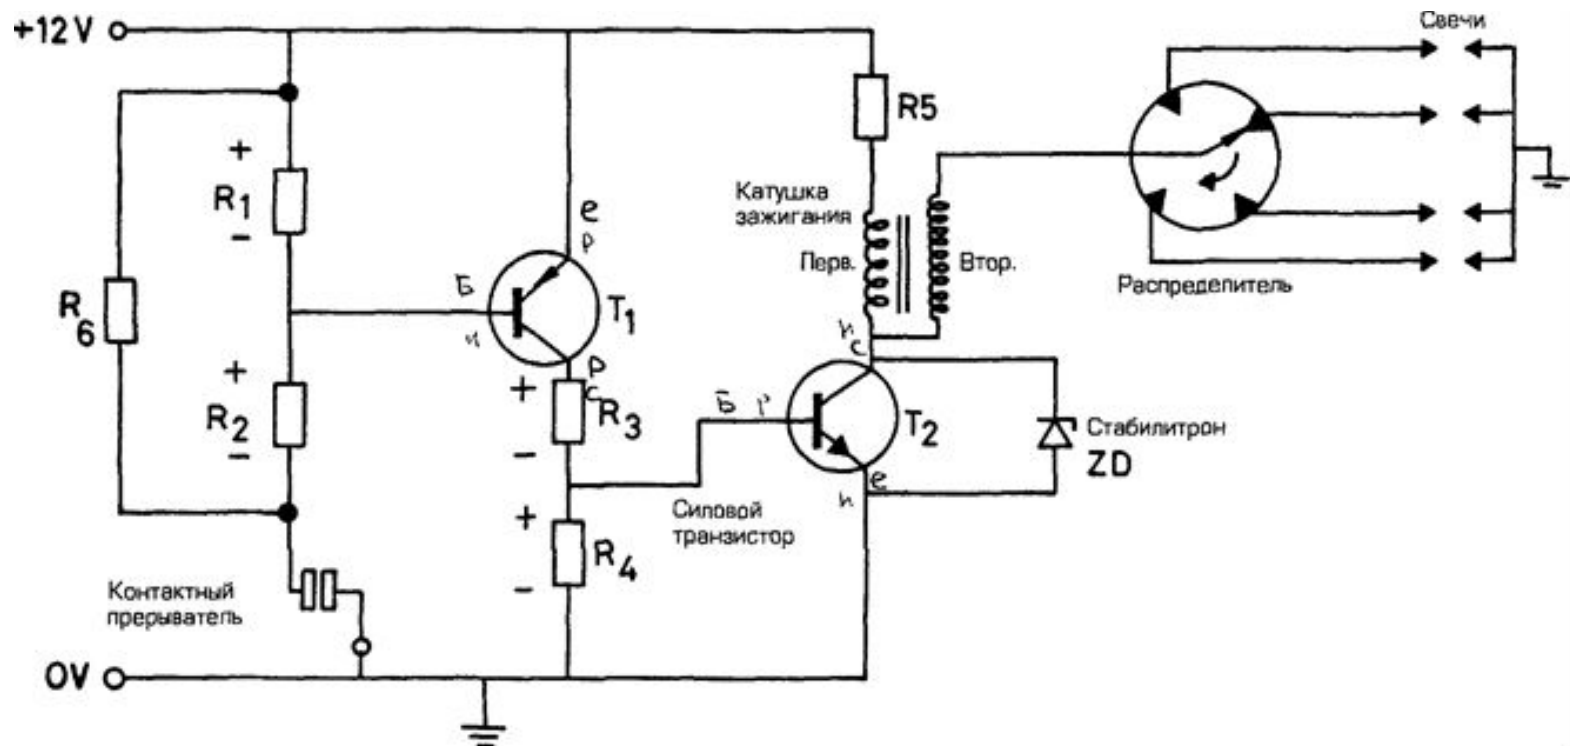 +12V
Свечи
R5
+
R1
−
Катушка
зажигания
e
p
Перв.
Втор.
Распределитель
Б
R
6
T1
и
p
c
+
R3
−
и
c
+
R2
−
Б
P
T2
Стабилитрон
ZD
e
и
Силовой
транзистор
+
R4
−
Контактный
прерыватель
0V